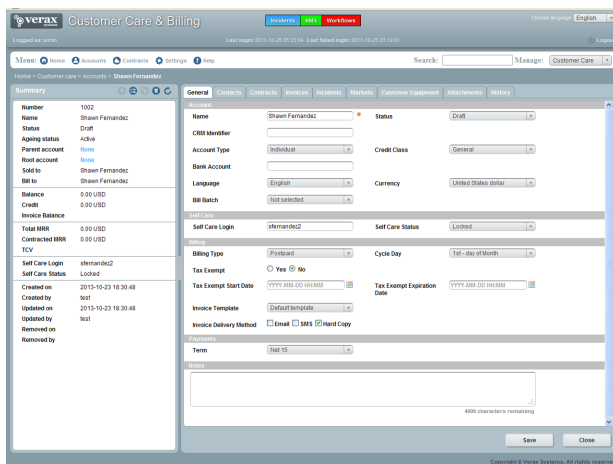 verax systems Customer Care & Billing
Incidents SMS Workflows
Choose language English
Logged as: admin
Last login: 2013-10-25 05:35:04 Last failed login: 2013-10-25 03:19:01
Logout
Menu: Home Accounts Contracts Settings Help Search: Manage: Customer Care
Home » Customer care » Accounts » Shawn Fernandez
Summary
Number 1002
Name Shawn Fernandez
Status Draft
Ageing status Active
Parent account None
Root account None
Sold to Shawn Fernandez
Bill to Shawn Fernandez
Balance 0.00 USD
Credit 0.00 USD
Invoice Balance
Total MRR 0.00 USD
Contracted MRR 0.00 USD
TCV
Self Care Login sfernandez2
Self Care Status Locked
Created on 2013-10-23 18:30:48
Created by test
Updated on 2013-10-23 18:30:48
Updated by test
Removed on
Removed by
General Contacts Contracts Invoices Incidents Markets Customer Equipment Attachments History
Account
Name Shawn Fernandez * Status Draft
CRM Identifier
Account Type Individual Credit Class General
Bank Account
Language English Currency United States dollar
Bill Batch Not selected
Self Care
Self Care Login sfernandez2 Self Care Status Locked
Billing
Billing Type Postpaid Cycle Day 1st - day of Month
Tax Exempt Yes No
Tax Exempt Start Date YYYY-MM-DD HH:MM Tax Exempt Expiration Date YYYY-MM-DD HH:MM
Invoice Template Default template
Invoice Delivery Method Email SMS Hard Copy
Payments
Term Net 15
Notes
4000 characters remaining
Save Close
Copyright © Verax Systems. All rights reserved